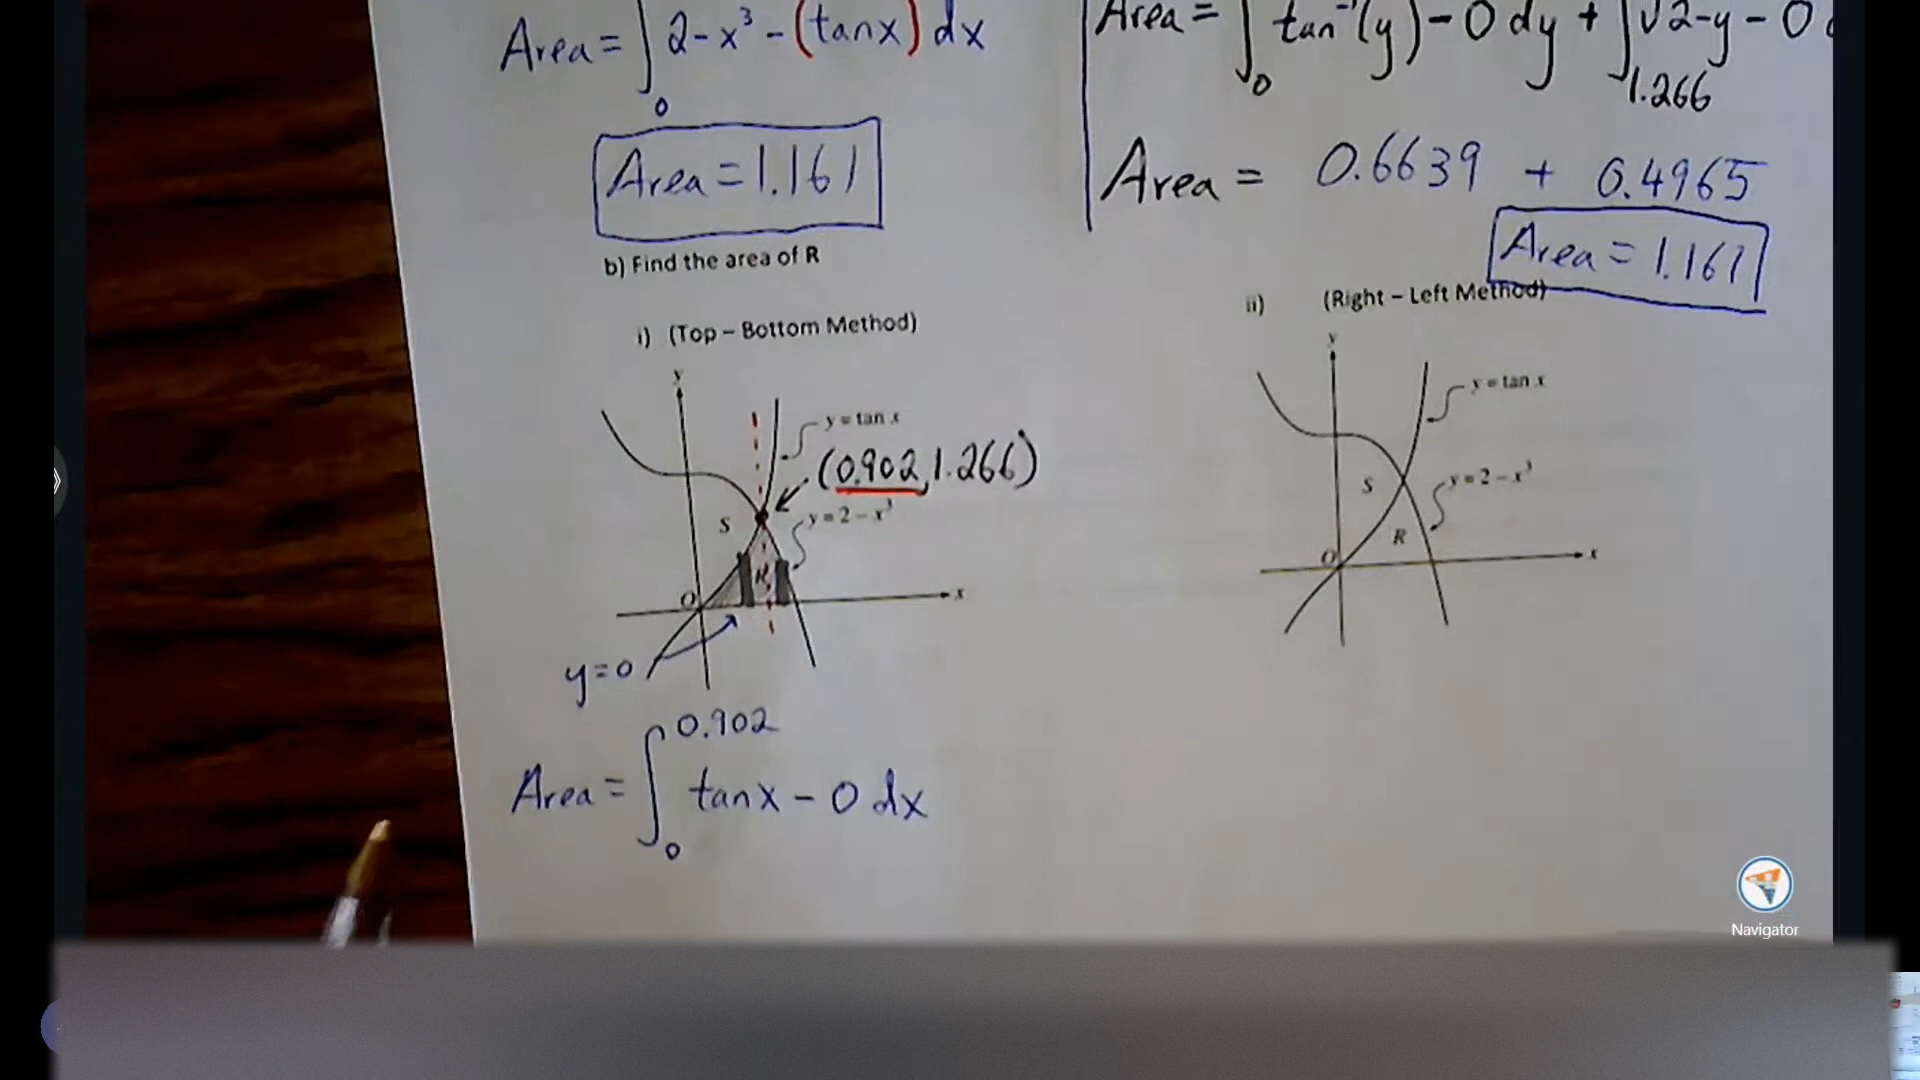 Area = ∫ 2-x³ - (tanx) dx
0
Area = 1.161
Area = ∫ tan⁻¹(y) - 0 dy + ∫ √2-y - 0
0
1.266
Area = 0.6639 + 0.4965
Area = 1.161
b) Find the area of R
i) (Top – Bottom Method)
y
y = tan x
(0.902, 1.266)
y = 2 – x³
S
R
O
x
y=0
0.902
Area = ∫ tanx - 0 dx
0
ii) (Right – Left Method)
y
y = tan x
S
y = 2 – x³
R
O
x
Navigator